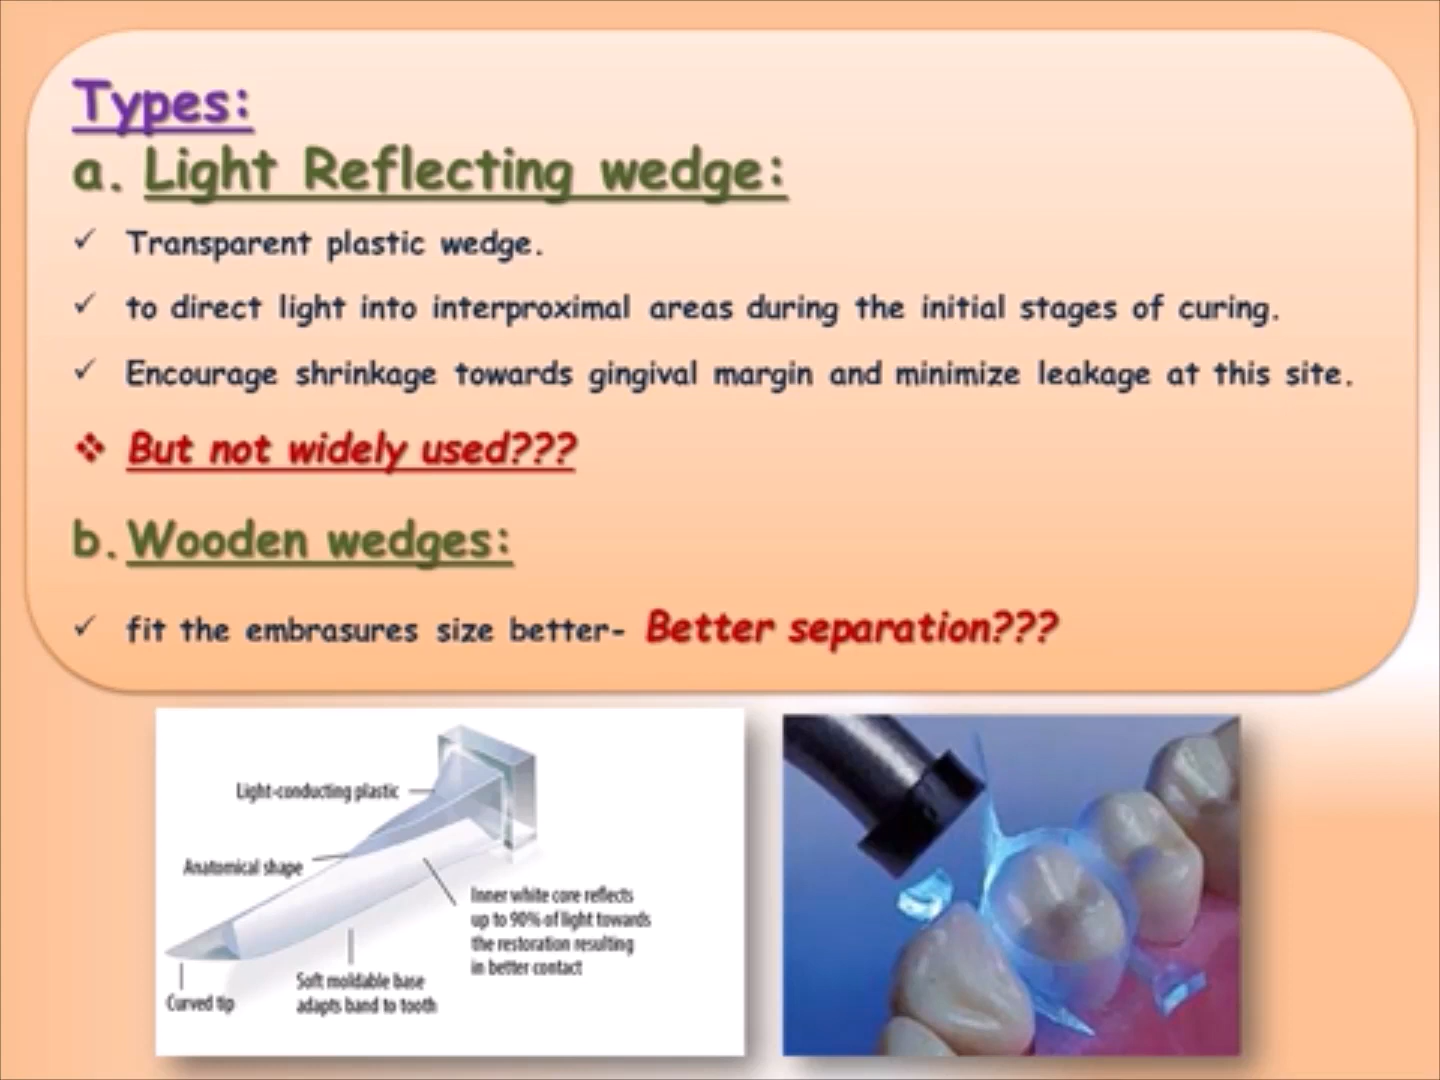 Types:
a. Light Reflecting wedge:
✓ Transparent plastic wedge.
✓ to direct light into interproximal areas during the initial stages of curing.
✓ Encourage shrinkage towards gingival margin and minimize leakage at this site.
❖ But not widely used???
b. Wooden wedges:
✓ fit the embrasures size better- Better separation???
Light-conducting plastic
Anatomical shape
Inner white core reflects
up to 90% of light towards
the restoration resulting
in better contact
Soft moldable base
adapts band to tooth
Curved tip